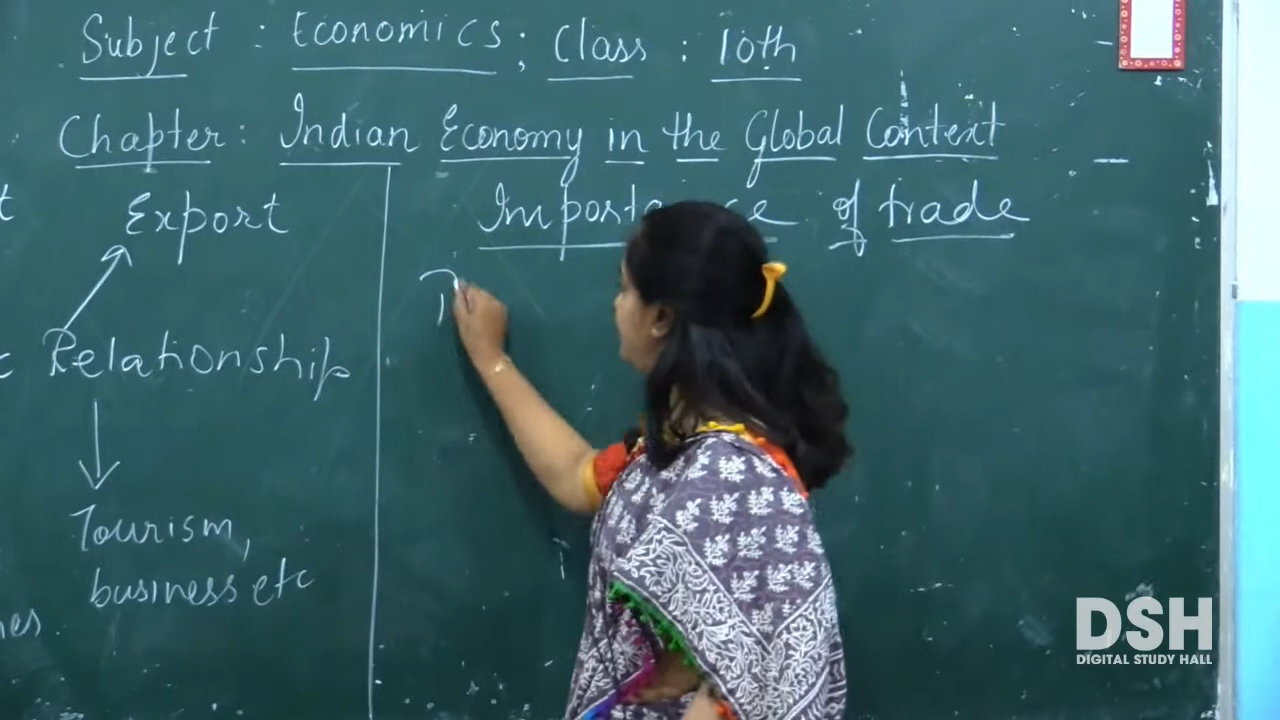 Subject : Economics ; Class : 10th
Chapter : Indian Economy in the Global Context
Export
Relationship
Tourism,
business etc
of trade
DSH
DIGITAL STUDY HALL